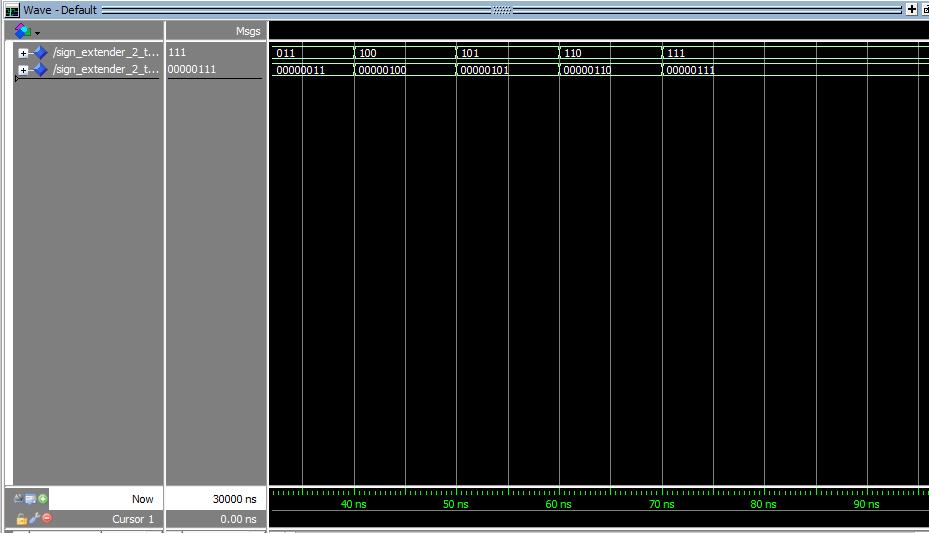 Wave - Default
Msgs
/sign_extender_2_t... 111 011 100 101 110 111
/sign_extender_2_t... 00000111 00000011 00000100 00000101 00000110 00000111
Now 30000 ns
40 ns 50 ns 60 ns 70 ns 80 ns 90 ns
Cursor 1 0.00 ns